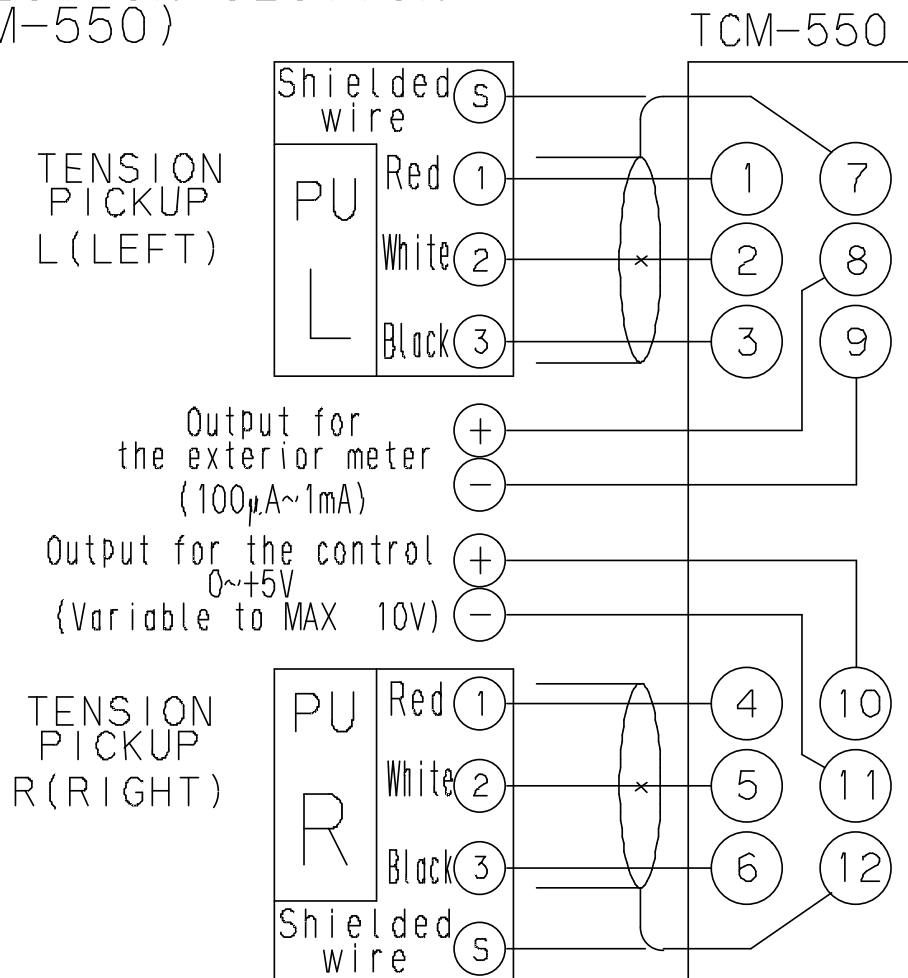 M-550)
TCM-550
Shielded
wire
S
TENSION
PICKUP
L(LEFT)
PU
L
Red
1
White
2
Black
3
1
7
2
8
3
9
Output for
the exterior meter
(100μA~1mA)
+
−
Output for the control
0~+5V
(Variable to MAX 10V)
+
−
TENSION
PICKUP
R(RIGHT)
PU
R
Red
1
White
2
Black
3
Shielded
wire
S
4
10
5
11
6
12